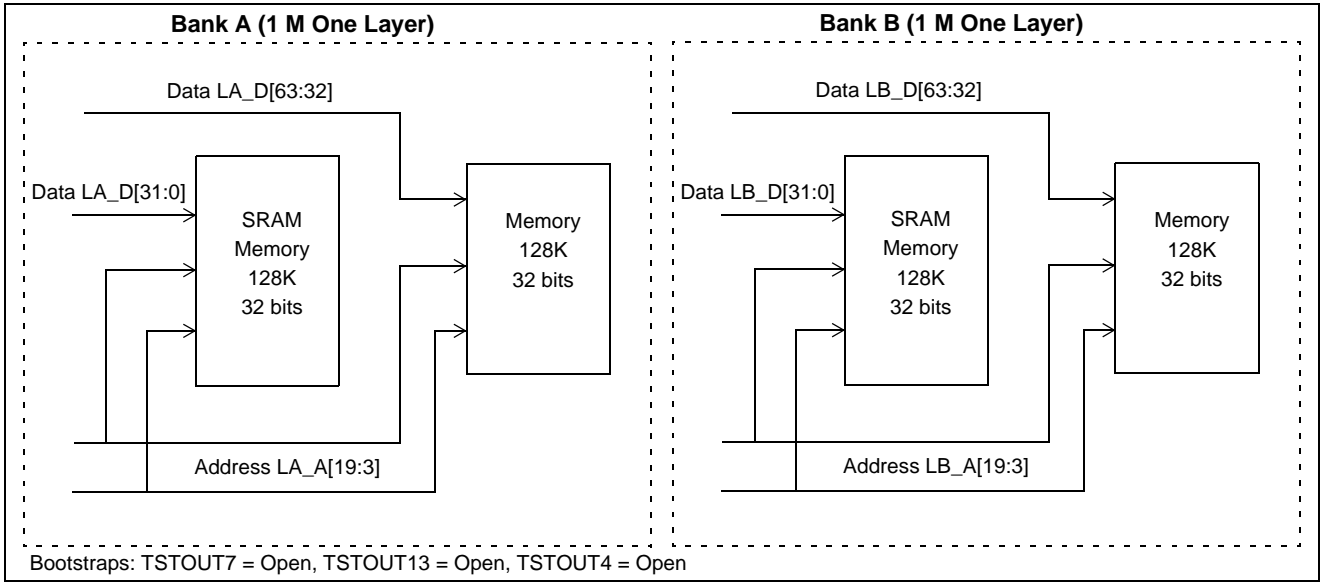 Bank A (1 M One Layer)
Data LA_D[63:32]
Data LA_D[31:0]
SRAM
Memory
128K
32 bits
Memory
128K
32 bits
Address LA_A[19:3]
Bank B (1 M One Layer)
Data LB_D[63:32]
Data LB_D[31:0]
SRAM
Memory
128K
32 bits
Memory
128K
32 bits
Address LB_A[19:3]
Bootstraps: TSTOUT7 = Open, TSTOUT13 = Open, TSTOUT4 = Open